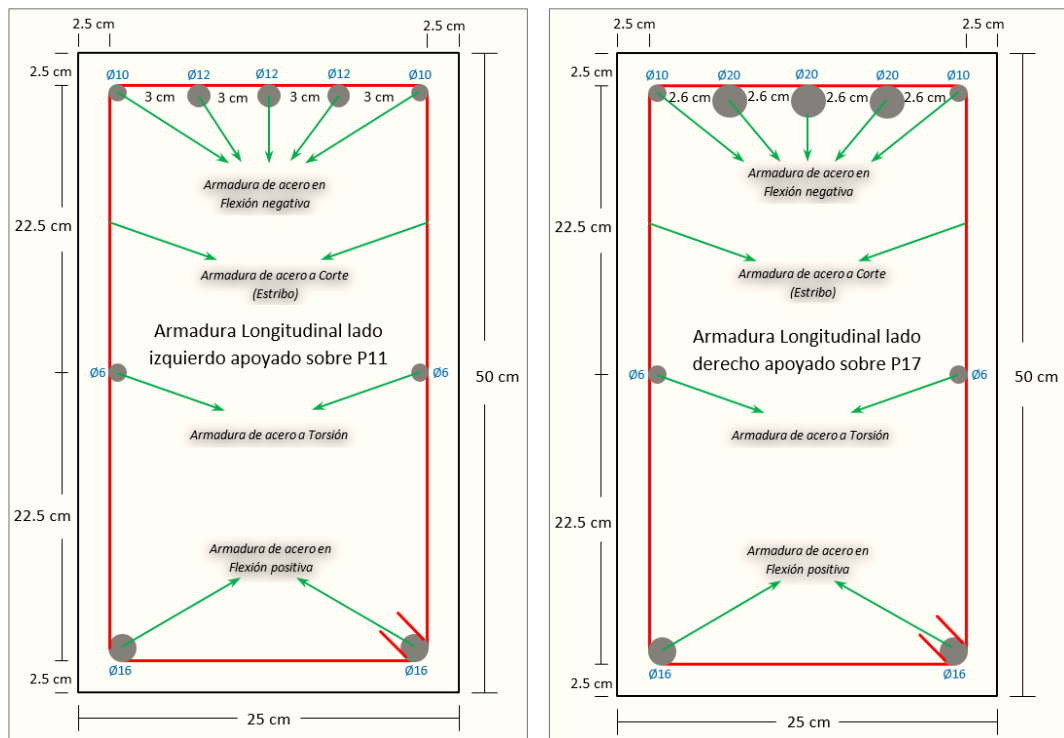 2.5 cm
2.5 cm
2.5 cm
Ø10
Ø12
Ø12
Ø12
Ø10
3 cm
3 cm
3 cm
3 cm
Armadura de acero en
Flexión negativa
22.5 cm
Armadura de acero a Corte
(Estribo)
Armadura Longitudinal lado
izquierdo apoyado sobre P11
Ø6
Ø6
50 cm
Armadura de acero a Torsión
22.5 cm
Armadura de acero en
Flexión positiva
Ø16
Ø16
2.5 cm
25 cm
2.5 cm
2.5 cm
2.5 cm
Ø10
Ø20
Ø20
Ø20
Ø10
2.6 cm
2.6 cm
2.6 cm
2.6 cm
Armadura de acero en
Flexión negativa
22.5 cm
Armadura de acero a Corte
(Estribo)
Armadura Longitudinal lado
derecho apoyado sobre P17
Ø6
Ø6
50 cm
Armadura de acero a Torsión
22.5 cm
Armadura de acero en
Flexión positiva
Ø16
Ø16
2.5 cm
25 cm